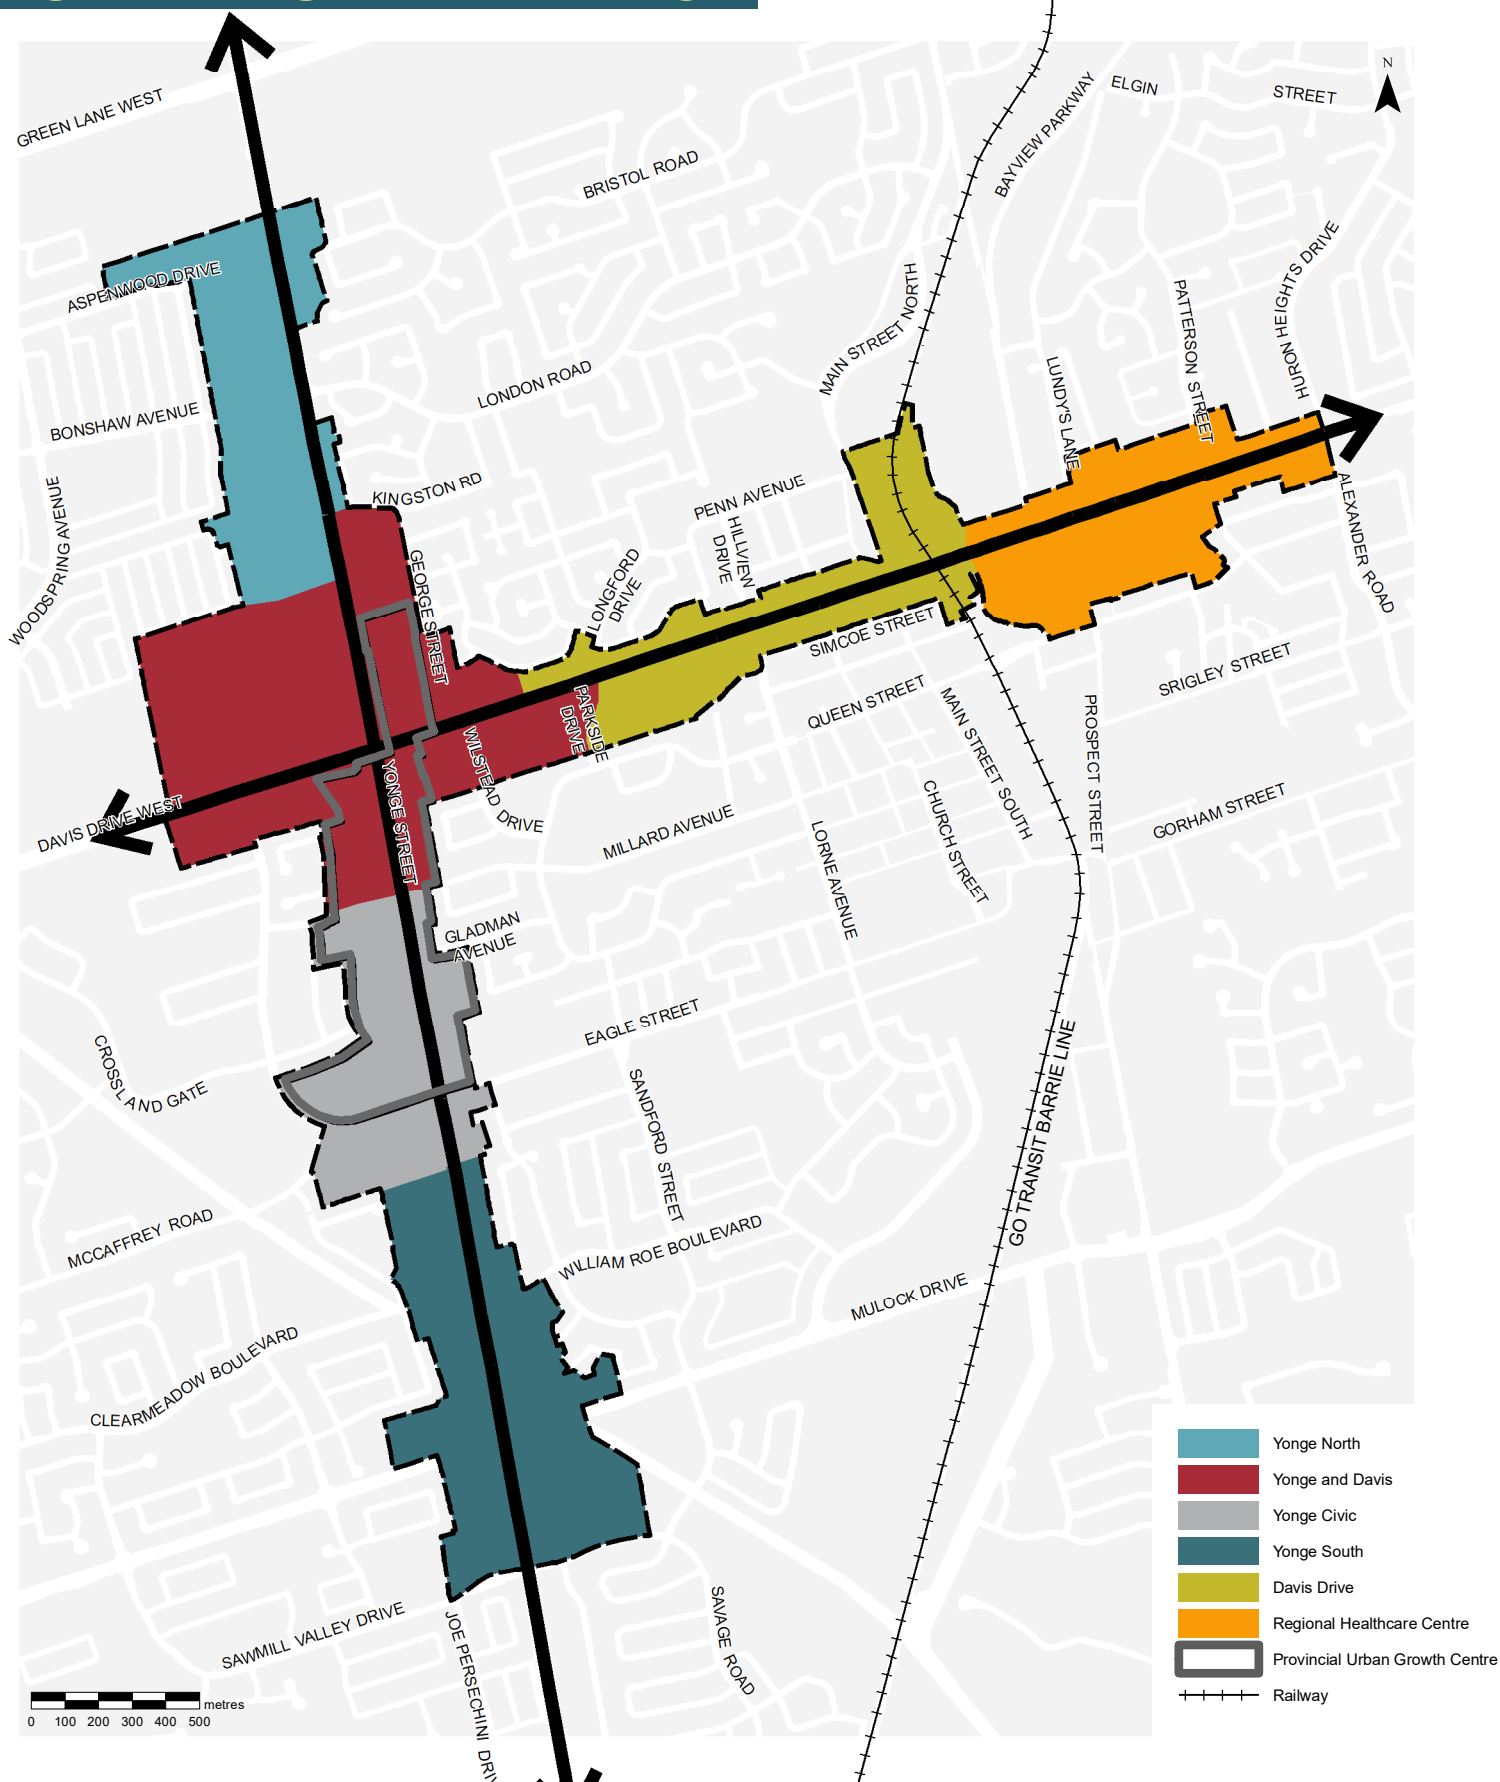 N
ELGIN
STREET
GREEN LANE WEST
BAYVIEW PARKWAY
BRISTOL ROAD
ASPENWOOD DRIVE
HURON HEIGHTS DRIVE
PATTERSON STREET
MAIN STREET NORTH
LUNDY'S LANE
LONDON ROAD
BONSHAW AVENUE
KINGSTON RD
PENN AVENUE
WOODSPRING AVENUE
HILLVIEW
DRIVE
LONGFORD
DRIVE
GEORGE STREET
ALEXANDER ROAD
SIMCOE STREET
SRIGLEY STREET
QUEEN STREET
PARKSIDE
DRIVE
MAIN STREET SOUTH
PROSPECT STREET
WILSTEAD DRIVE
YONGE STREET
DAVIS DRIVE WEST
MILLARD AVENUE
CHURCH STREET
GORHAM STREET
LORNE AVENUE
GLADMAN
AVENUE
EAGLE STREET
CROSSLAND GATE
SANDFORD STREET
GO TRANSIT BARRIE LINE
MCCAFFREY ROAD
WILLIAM ROE BOULEVARD
MULOCK DRIVE
CLEARMEADOW BOULEVARD
SAWMILL VALLEY DRIVE
JOE PERSECHINI
SAVAGE ROAD
Yonge North
Yonge and Davis
Yonge Civic
Yonge South
Davis Drive
Regional Healthcare Centre
Provincial Urban Growth Centre
Railway
metres
0 100 200 300 400 500